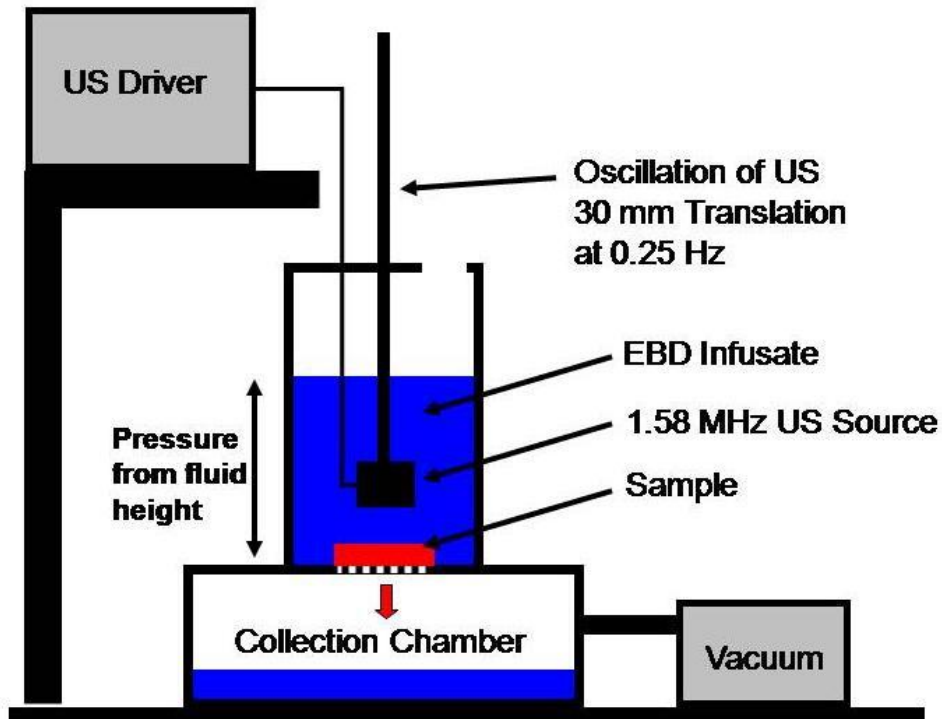 US Driver
Oscillation of US
30 mm Translation
at 0.25 Hz
EBD Infusate
1.58 MHz US Source
Sample
Pressure
from fluid
height
Collection Chamber
Vacuum